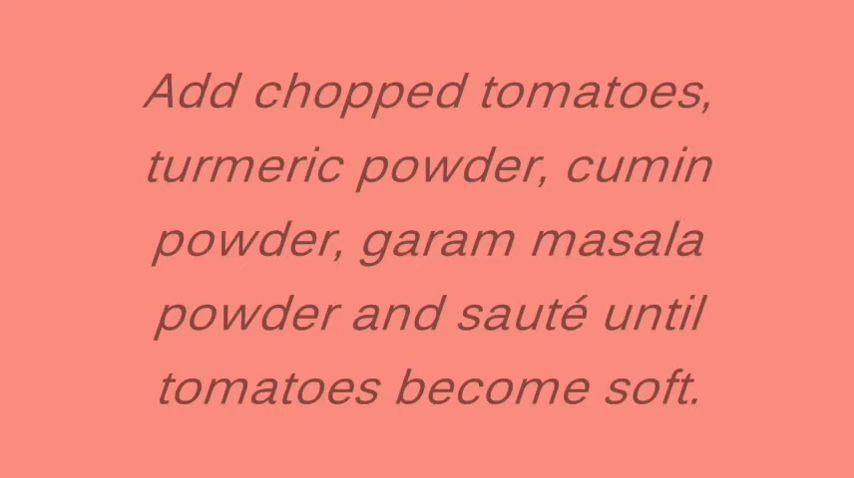 Add chopped tomatoes,
turmeric powder, cumin
powder, garam masala
powder and sauté until
tomatoes become soft.